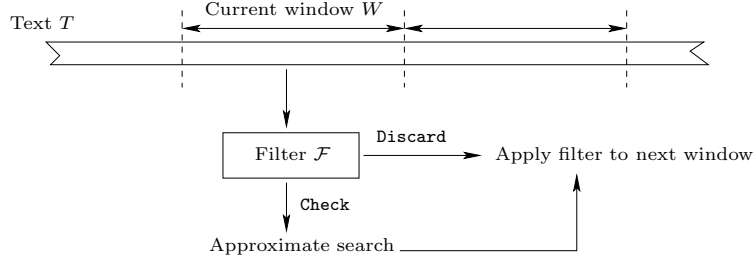 Current window W
Text T
Discard
Filter F
Apply filter to next window
Check
Approximate search